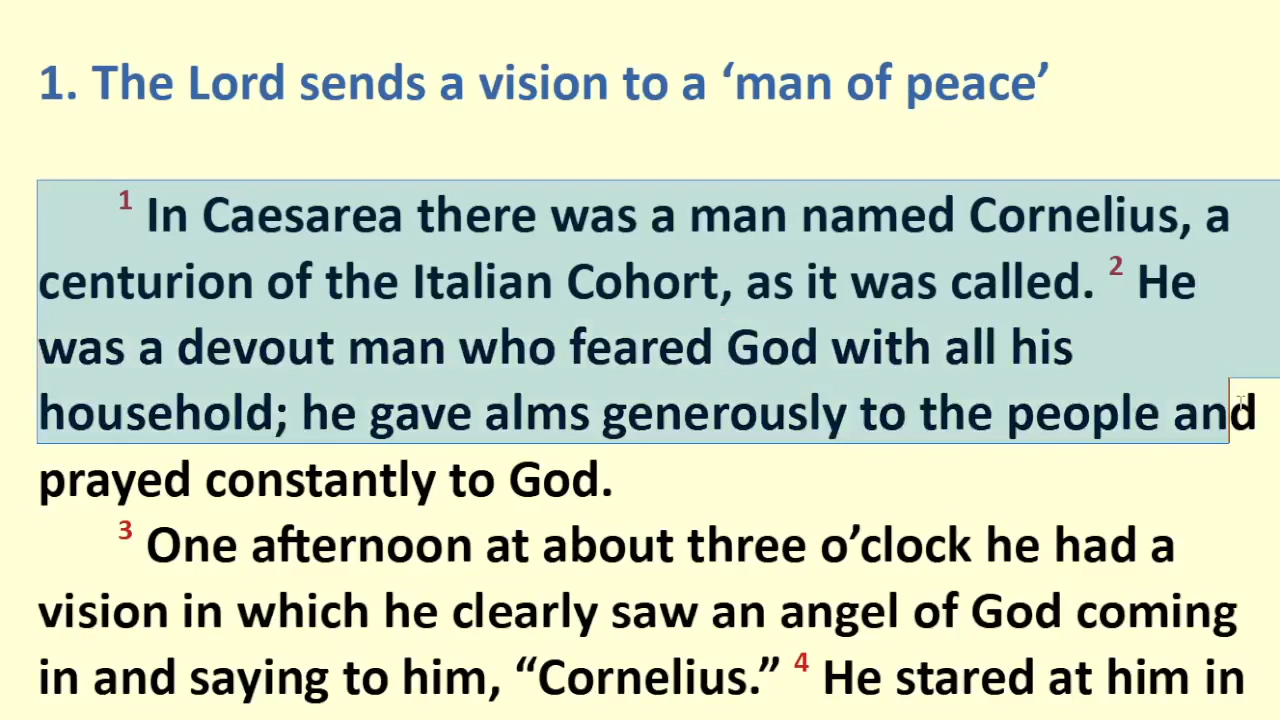 1. The Lord sends a vision to a ‘man of peace’
1 In Caesarea there was a man named Cornelius, a
centurion of the Italian Cohort, as it was called. 2 He
was a devout man who feared God with all his
household; he gave alms generously to the people and
prayed constantly to God.
3 One afternoon at about three o’clock he had a
vision in which he clearly saw an angel of God coming
in and saying to him, “Cornelius.” 4 He stared at him in